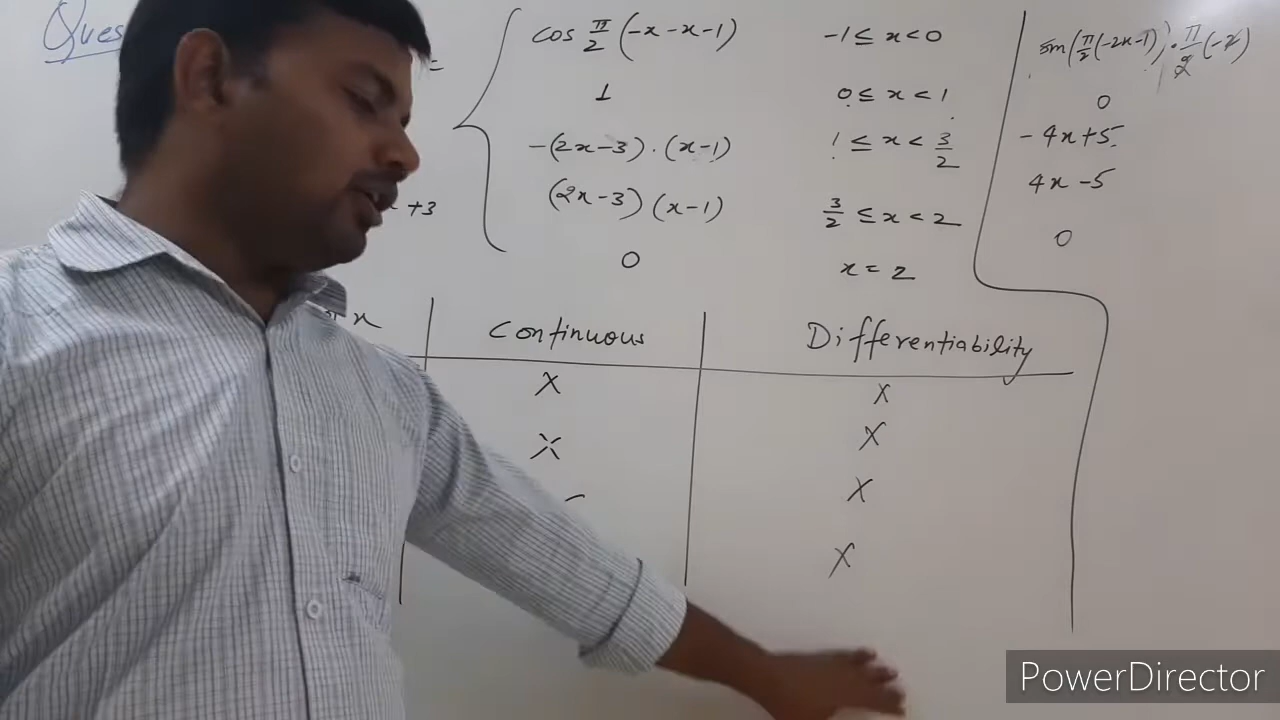 Ques
= cos π/2 (-x-x-1) -1 ≤ x < 0
1 0 ≤ x < 1
-(2x-3).(x-1) 1 ≤ x < 3/2
(2x-3)(x-1) 3/2 ≤ x < 2
0 x = 2
+3
sin(π/2(-2x-1)).π/2(-2)
0
-4x+5
4x-5
0
x Continuous Differentiability
X X
X X
X
X
PowerDirector